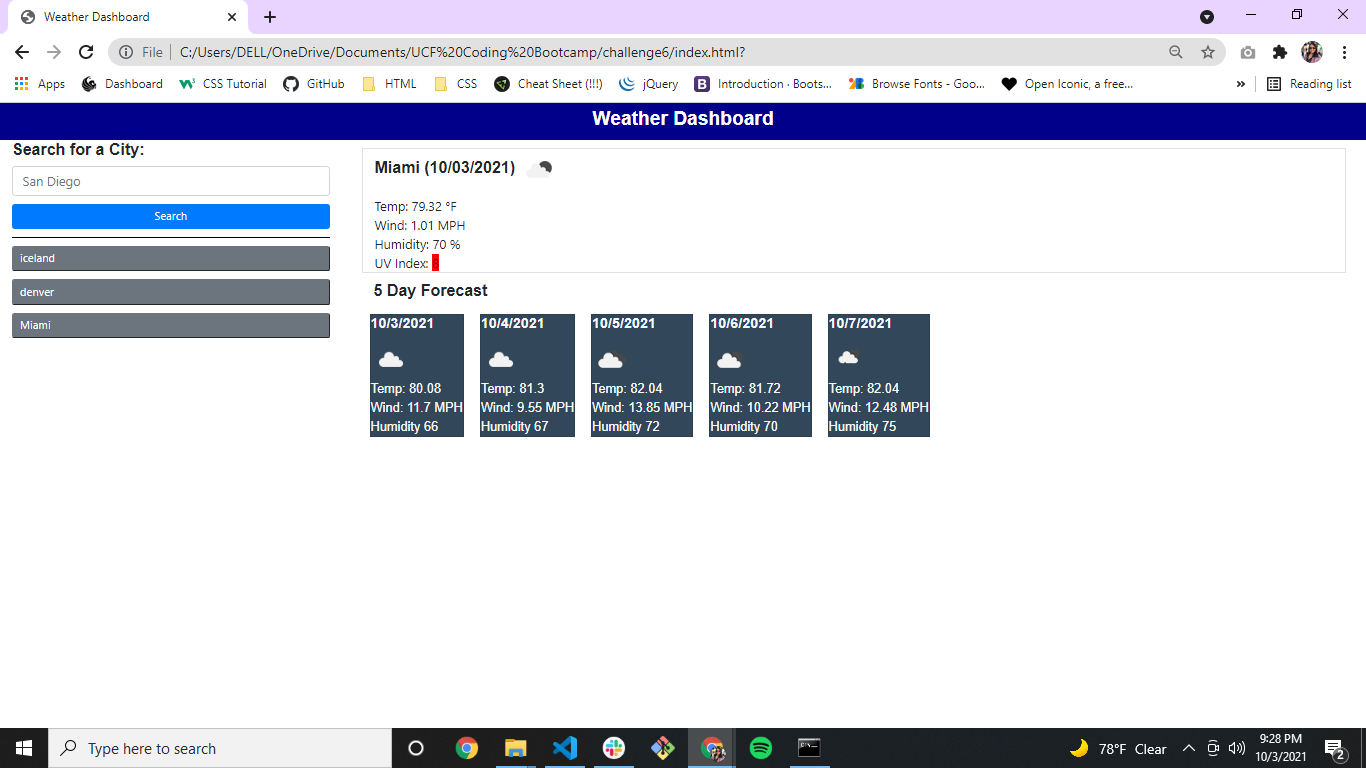 Weather Dashboard
File
C:/Users/DELL/OneDrive/Documents/UCF%20Coding%20Bootcamp/challenge6/index.html?
Apps
Dashboard
CSS Tutorial
GitHub
HTML
CSS
Cheat Sheet (!!!)
jQuery
Introduction · Boots...
Browse Fonts - Goo...
Open Iconic, a free...
»
Reading list
Weather Dashboard
Search for a City:
San Diego
Search
iceland
denver
Miami
Miami (10/03/2021)
Temp: 79.32 °F
Wind: 1.01 MPH
Humidity: 70 %
UV Index:
5 Day Forecast
10/3/2021
Temp: 80.08
Wind: 11.7 MPH
Humidity 66
10/4/2021
Temp: 81.3
Wind: 9.55 MPH
Humidity 67
10/5/2021
Temp: 82.04
Wind: 13.85 MPH
Humidity 72
10/6/2021
Temp: 81.72
Wind: 10.22 MPH
Humidity 70
10/7/2021
Temp: 82.04
Wind: 12.48 MPH
Humidity 75
Type here to search
78°F Clear
9:28 PM
10/3/2021
2